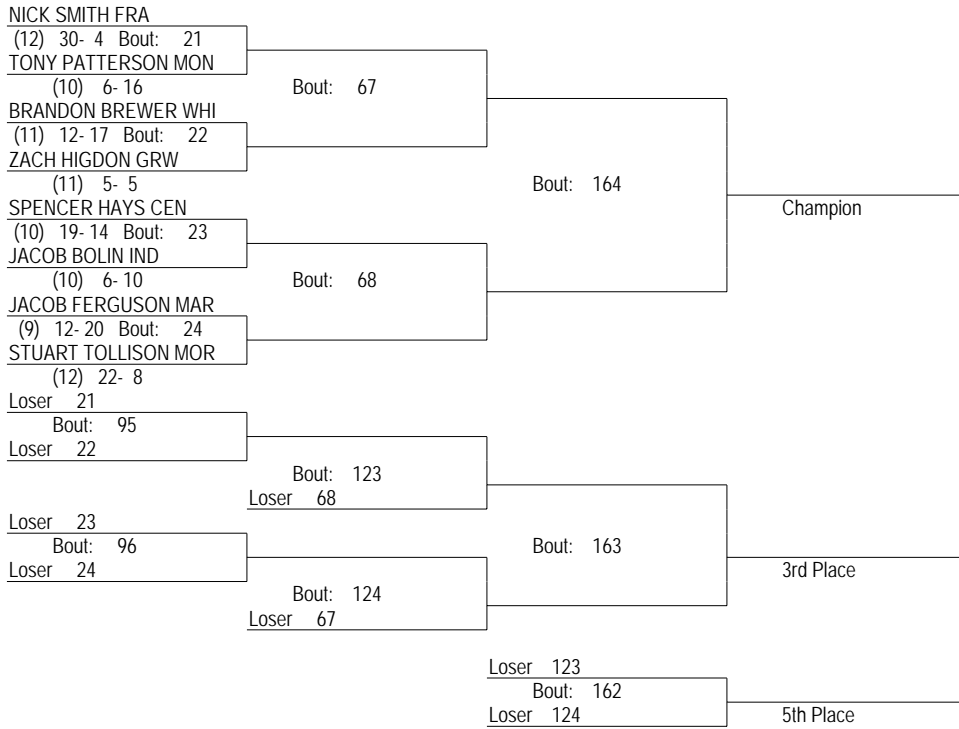 NICK SMITH FRA
(12) 30- 4 Bout: 21
TONY PATTERSON MON
(10) 6- 16
Bout: 67
BRANDON BREWER WHI
(11) 12- 17 Bout: 22
ZACH HIGDON GRW
(11) 5- 5
Bout: 164
SPENCER HAYS CEN
Champion
(10) 19- 14 Bout: 23
JACOB BOLIN IND
(10) 6- 10
Bout: 68
JACOB FERGUSON MAR
(9) 12- 20 Bout: 24
STUART TOLLISON MOR
(12) 22- 8
Loser 21
Bout: 95
Loser 22
Bout: 123
Loser 68
Loser 23
Bout: 96
Bout: 163
Loser 24
3rd Place
Bout: 124
Loser 67
Loser 123
Bout: 162
Loser 124
5th Place